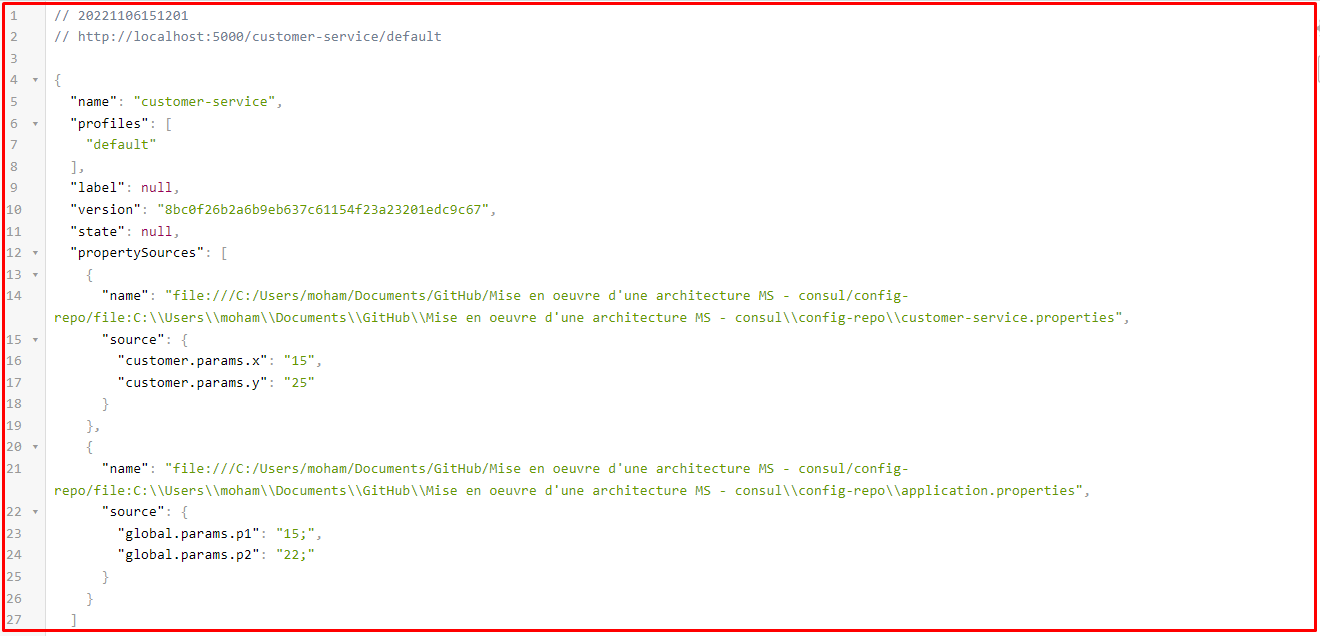 1 // 20221106151201
2 // http://localhost:5000/customer-service/default
3
4 {
5 "name": "customer-service",
6 "profiles": [
7 "default"
8 ],
9 "label": null,
10 "version": "8bc0f26b2a6b9eb637c61154f23a23201edc9c67",
11 "state": null,
12 "propertySources": [
13 {
14 "name": "file:///C:/Users/moham/Documents/GitHub/Mise en oeuvre d'une architecture MS - consul/config-
repo/file:C:\\Users\\moham\\Documents\\GitHub\\Mise en oeuvre d'une architecture MS - consul\\config-repo\\customer-service.properties",
15 "source": {
16 "customer.params.x": "15",
17 "customer.params.y": "25"
18 }
19 },
20 {
21 "name": "file:///C:/Users/moham/Documents/GitHub/Mise en oeuvre d'une architecture MS - consul/config-
repo/file:C:\\Users\\moham\\Documents\\GitHub\\Mise en oeuvre d'une architecture MS - consul\\config-repo\\application.properties",
22 "source": {
23 "global.params.p1": "15;",
24 "global.params.p2": "22;"
25 }
26 }
27 ]